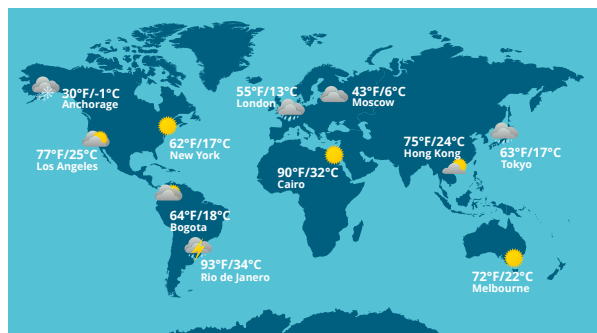 30°F/-1°C
Anchorage
55°F/13°C
London
43°F/6°C
Moscow
77°F/25°C
Los Angeles
62°F/17°C
New York
75°F/24°C
Hong Kong
63°F/17°C
Tokyo
90°F/32°C
Cairo
64°F/18°C
Bogota
93°F/34°C
Rio de Janero
72°F/22°C
Melbourne